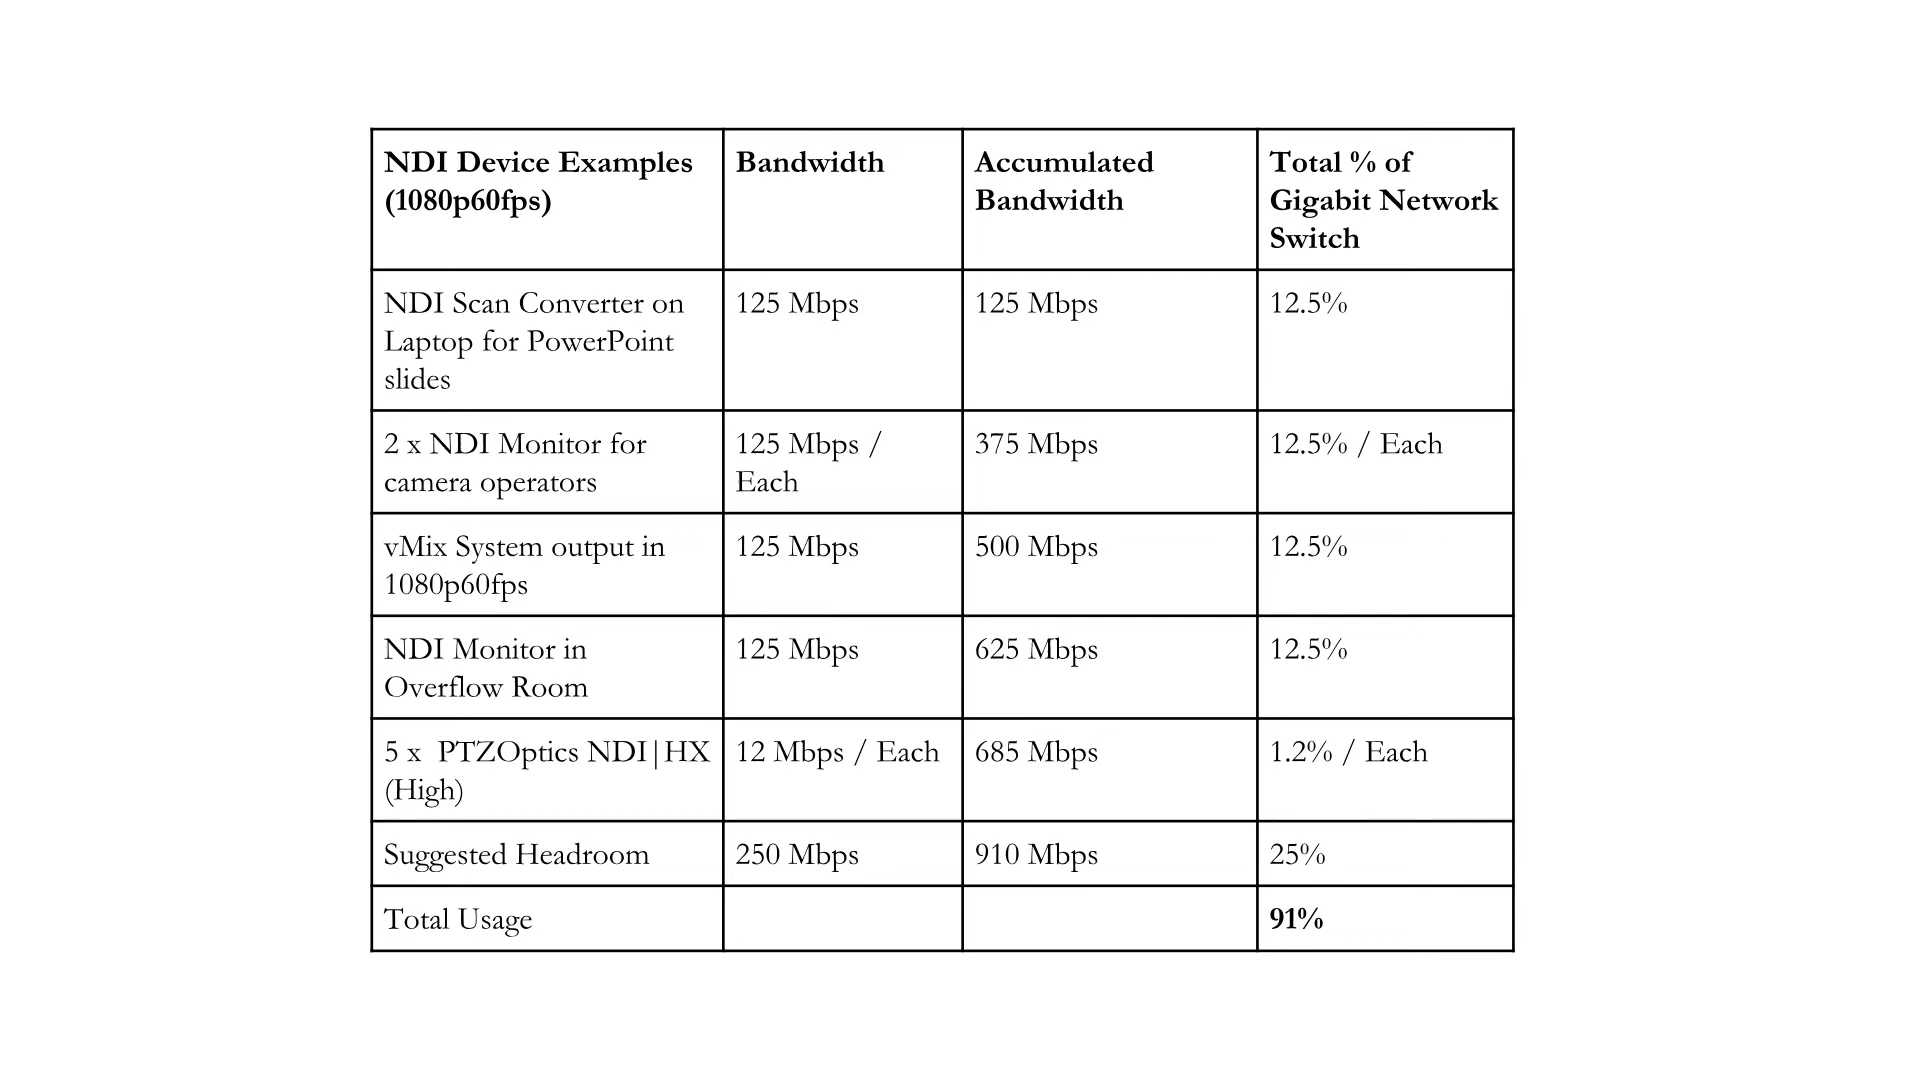 NDI Device Examples
(1080p60fps)
Bandwidth
Accumulated
Bandwidth
Total % of
Gigabit Network
Switch
NDI Scan Converter on
Laptop for PowerPoint
slides
125 Mbps
125 Mbps
12.5%
2 x NDI Monitor for
camera operators
125 Mbps /
Each
375 Mbps
12.5% / Each
vMix System output in
1080p60fps
125 Mbps
500 Mbps
12.5%
NDI Monitor in
Overflow Room
125 Mbps
625 Mbps
12.5%
5 x  PTZOptics NDI|HX
(High)
12 Mbps / Each
685 Mbps
1.2% / Each
Suggested Headroom
250 Mbps
910 Mbps
25%
Total Usage
91%